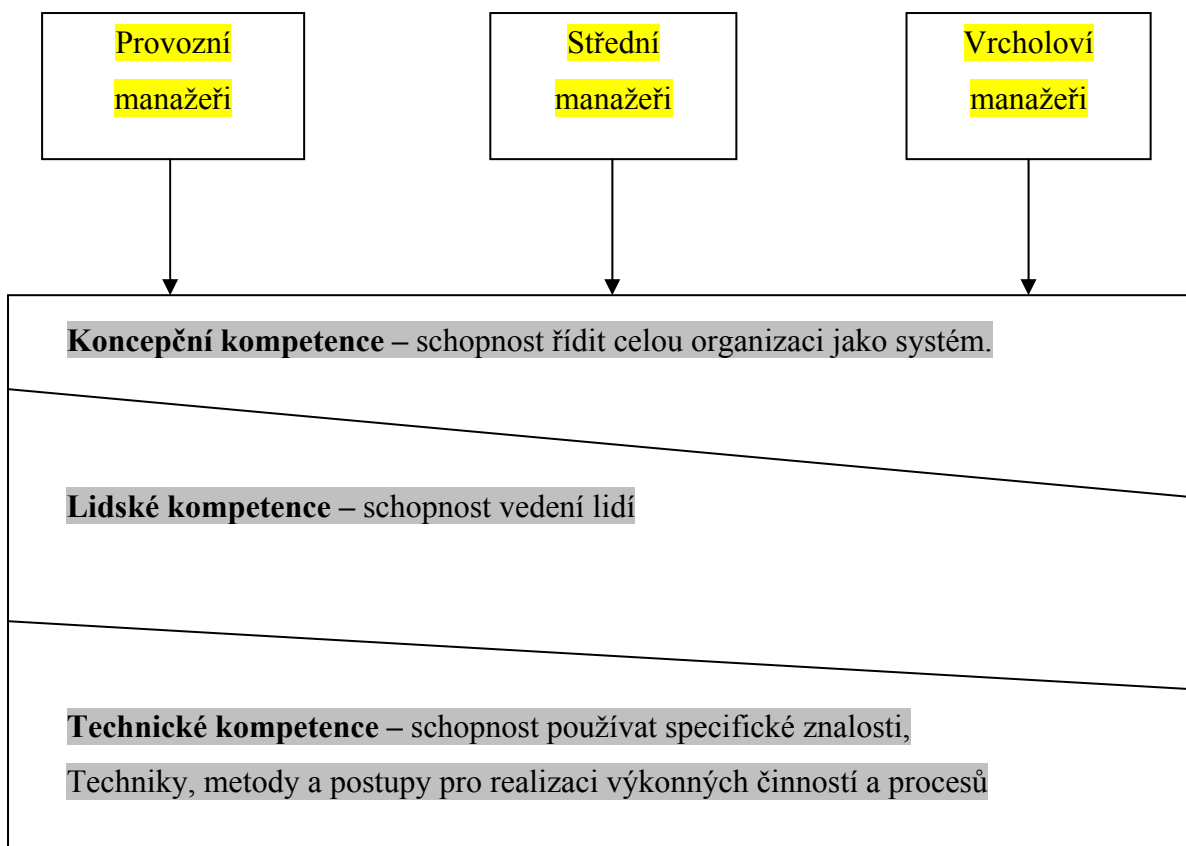 Provozní
manažeři
Střední
manažeři
Vrcholoví
manažeři
Koncepční kompetence – schopnost řídit celou organizaci jako systém.
Lidské kompetence – schopnost vedení lidí
Technické kompetence – schopnost používat specifické znalosti,
Techniky, metody a postupy pro realizaci výkonných činností a procesů